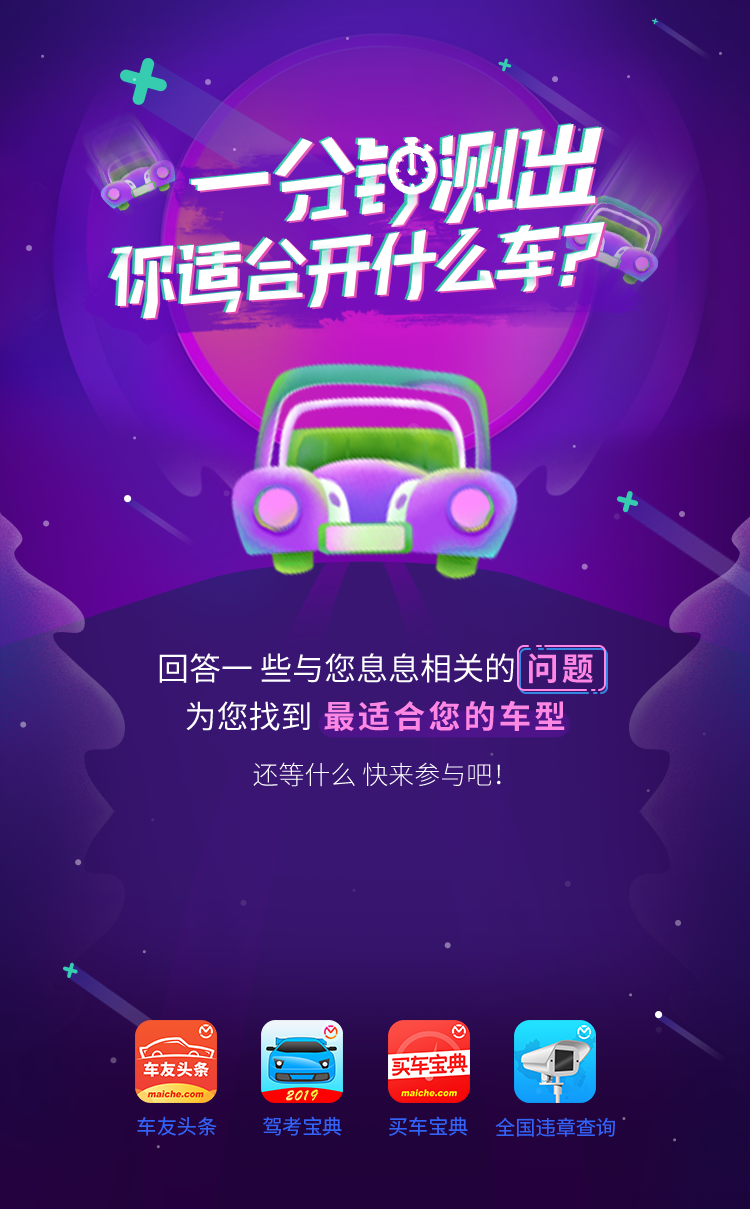 一分钟测出
你适合开什么车?
回答一 些与您息息相关的 问题
为您找到 最适合您的车型
还等什么 快来参与吧!
车友头条
maiche.com
2019
买车宝典
maiche.com
车友头条
驾考宝典
买车宝典
全国违章查询